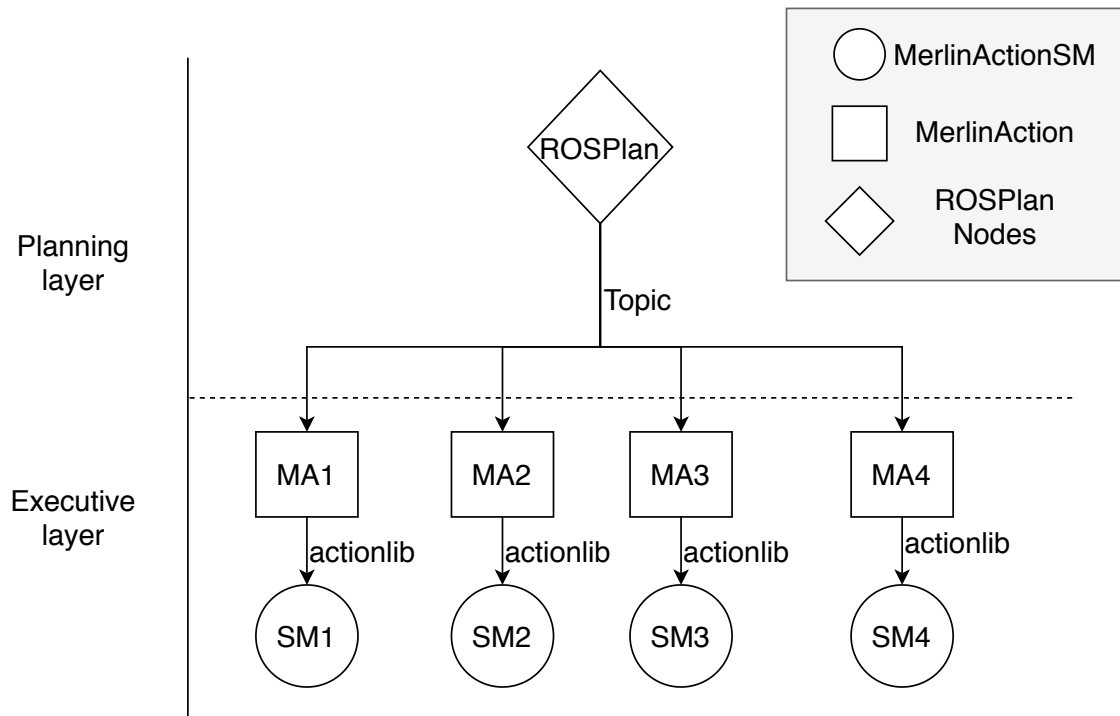 MerlinActionSM
MerlinAction
ROSPlan
Nodes
ROSPlan
Planning
layer
Topic
MA1
MA2
MA3
MA4
Executive
layer
actionlib
actionlib
actionlib
actionlib
SM1
SM2
SM3
SM4